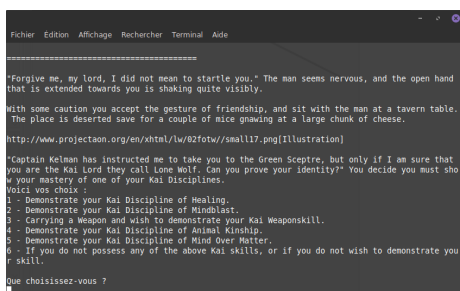 Fichier Édition Affichage Rechercher Terminal Aide
========================================
"Forgive me, my lord, I did not mean to startle you." The man seems nervous, and the open hand
that is extended towards you is shaking quite visibly.
With some caution you accept the gesture of friendship, and sit with the man at a tavern table.
 The place is deserted save for a couple of mice gnawing at a large chunk of cheese.
http://www.projectaon.org/en/xhtml/lw/02fotw//small17.png[Illustration]
"Captain Kelman has instructed me to take you to the Green Sceptre, but only if I am sure that
you are the Kai Lord they call Lone Wolf. Can you prove your identity?" You decide you must sho
w your mastery of one of your Kai Disciplines.
Voici vos choix :
1 - Demonstrate your Kai Discipline of Healing.
2 - Demonstrate your Kai Discipline of Mindblast.
3 - Carrying a Weapon and wish to demonstrate your Kai Weaponskill.
4 - Demonstrate your Kai Discipline of Animal Kinship.
5 - Demonstrate your Kai Discipline of Mind Over Matter.
6 - If you do not possess any of the above Kai skills, or if you do not wish to demonstrate you
r skill.
Que choisissez-vous ?